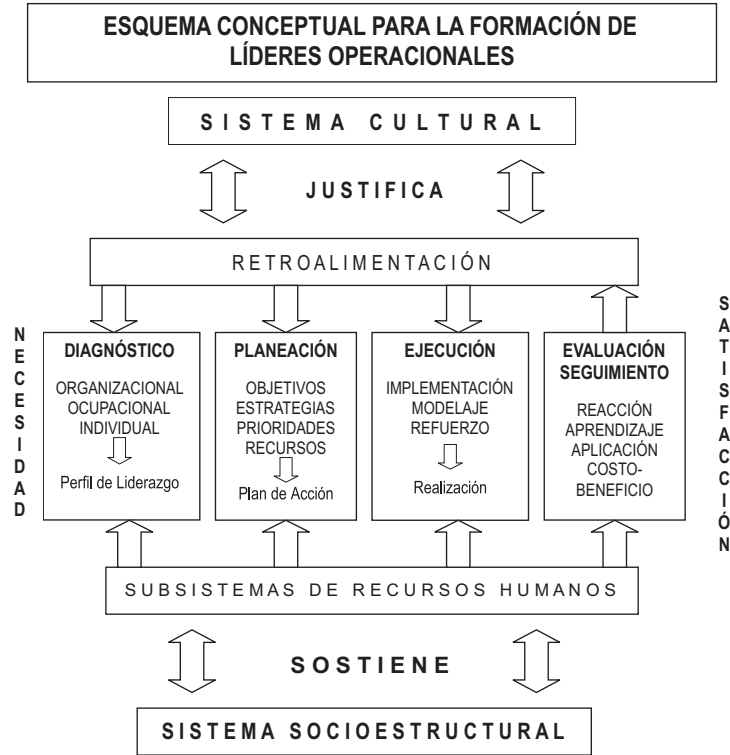 ESQUEMA CONCEPTUAL PARA LA FORMACIÓN DE
LÍDERES OPERACIONALES
SISTEMA CULTURAL
JUSTIFICA
RETROALIMENTACIÓN
NECESIDAD
DIAGNÓSTICO
ORGANIZACIONAL
OCUPACIONAL
INDIVIDUAL
Perfil de Liderazgo
PLANEACIÓN
OBJETIVOS
ESTRATEGIAS
PRIORIDADES
RECURSOS
Plan de Acción
EJECUCIÓN
IMPLEMENTACIÓN
MODELAJE
REFUERZO
Realización
EVALUACIÓN
SEGUIMIENTO
REACCIÓN
APRENDIZAJE
APLICACIÓN
COSTO-
BENEFICIO
SATISFACCIÓN
SUBSISTEMAS DE RECURSOS HUMANOS
SOSTIENE
SISTEMA SOCIOESTRUCTURAL